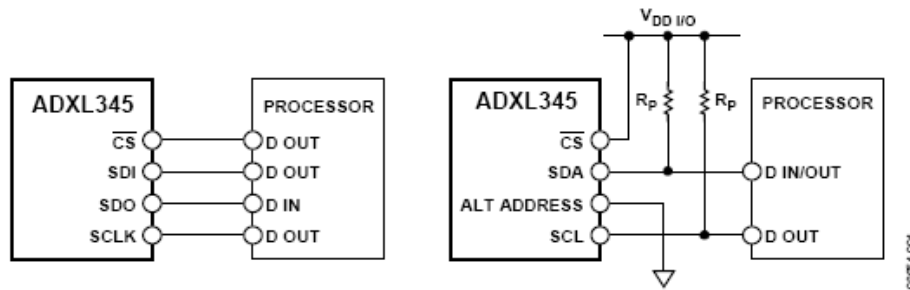 ADXL345
PROCESSOR
CS
D OUT
SDI
D OUT
SDO
D IN
SCLK
D OUT
VDD I/O
ADXL345
RP
RP
PROCESSOR
CS
SDA
D IN/OUT
ALT ADDRESS
SCL
D OUT